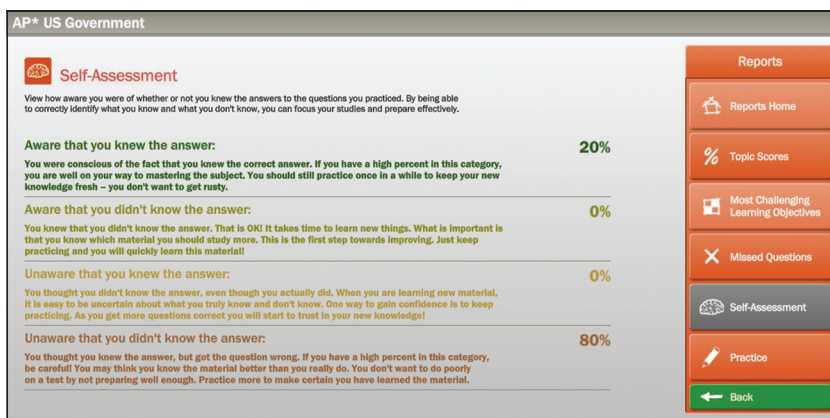 AP* US Government
Self-Assessment
View how aware you were of whether or not you knew the answers to the questions you practiced. By being able
to correctly identify what you know and what you don't know, you can focus your studies and prepare effectively.
Aware that you knew the answer:
20%
You were conscious of the fact that you knew the correct answer. If you have a high percent in this category,
you are well on your way to mastering the subject. You should still practice once in a while to keep your new
knowledge fresh – you don't want to get rusty.
Aware that you didn't know the answer:
0%
You knew that you didn't know the answer. That is OK! It takes time to learn new things. What is important is
that you know which material you should study more. This is the first step towards improving. Just keep
practicing and you will quickly learn this material!
Unaware that you knew the answer:
0%
You thought you didn't know the answer, even though you actually did. When you are learning new material,
it is easy to be uncertain about what you truly know and don't know. One way to gain confidence is to keep
practicing. As you get more questions correct you will start to trust in your new knowledge!
Unaware that you didn't know the answer:
80%
You thought you knew the answer, but got the question wrong. If you have a high percent in this category,
be careful! You may think you know the material better than you really do. You don't want to do poorly
on a test by not preparing well enough. Practice more to make certain you have learned the material.
Reports
Reports Home
% Topic Scores
Most Challenging
Learning Objectives
Missed Questions
Self-Assessment
Practice
Back